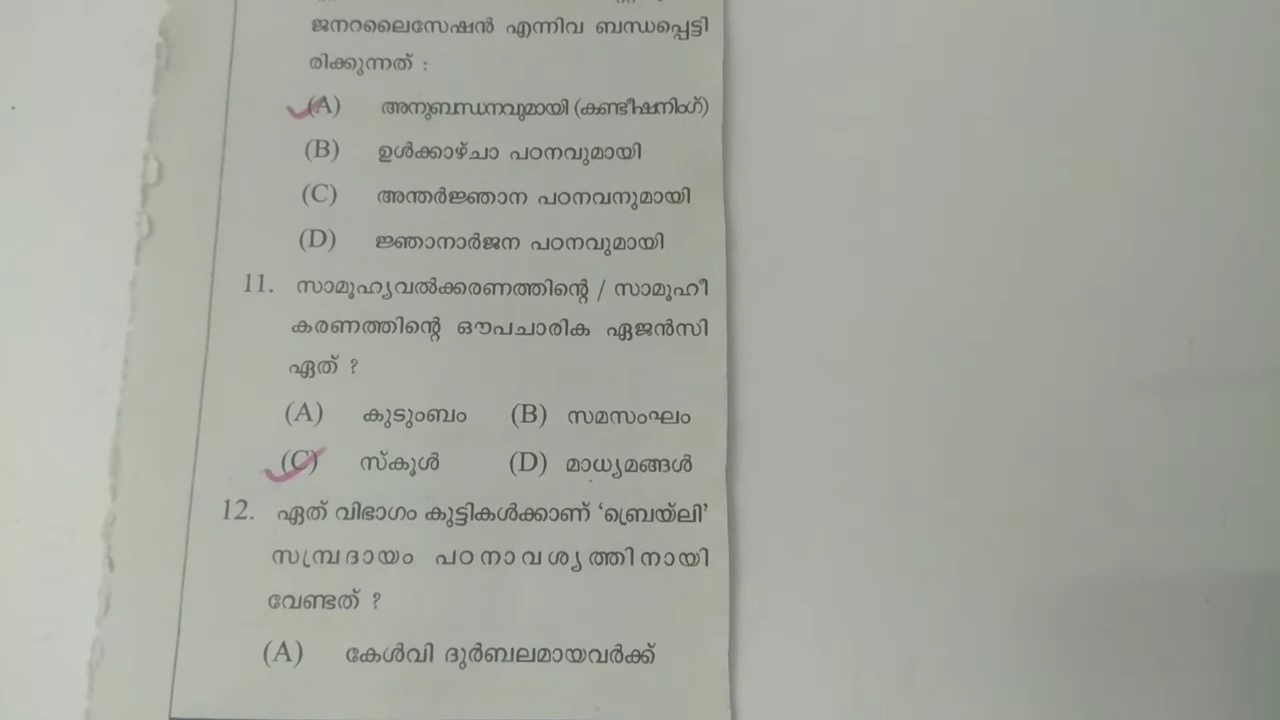 ജനറലൈസേഷൻ എന്നിവ ബന്ധപ്പെട്ടി
രിക്കുന്നത് :
(A) അനുബന്ധനവുമായി (കണ്ടീഷനിംഗ്)
(B) ഉൾക്കാഴ്ചാ പഠനവുമായി
(C) അന്തർജ്ഞാന പഠനവനുമായി
(D) ജ്ഞാനാർജന പഠനവുമായി
11. സാമൂഹ്യവൽക്കരണത്തിന്റെ / സാമൂഹീ
കരണത്തിന്റെ ഔപചാരിക ഏജൻസി
ഏത് ?
(A) കുടുംബം (B) സമസംഘം
(C) സ്കൂൾ (D) മാധ്യമങ്ങൾ
12. ഏത് വിഭാഗം കുട്ടികൾക്കാണ് ‘ബ്രെയ്‌ലി’
സമ്പ്രദായം പഠനാവശ്യത്തിനായി
വേണ്ടത് ?
(A) കേൾവി ദുർബലമായവർക്ക്